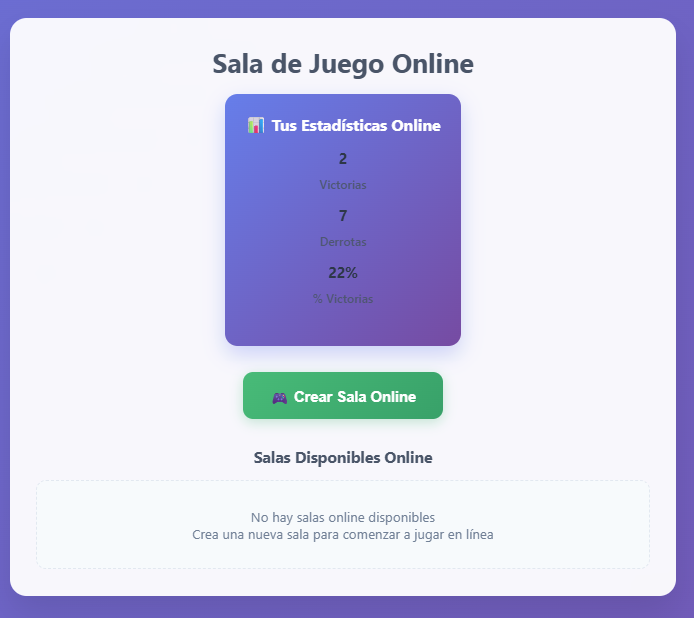 Sala de Juego Online
📊 Tus Estadísticas Online
2
Victorias
7
Derrotas
22%
% Victorias
🎮 Crear Sala Online
Salas Disponibles Online
No hay salas online disponibles
Crea una nueva sala para comenzar a jugar en línea